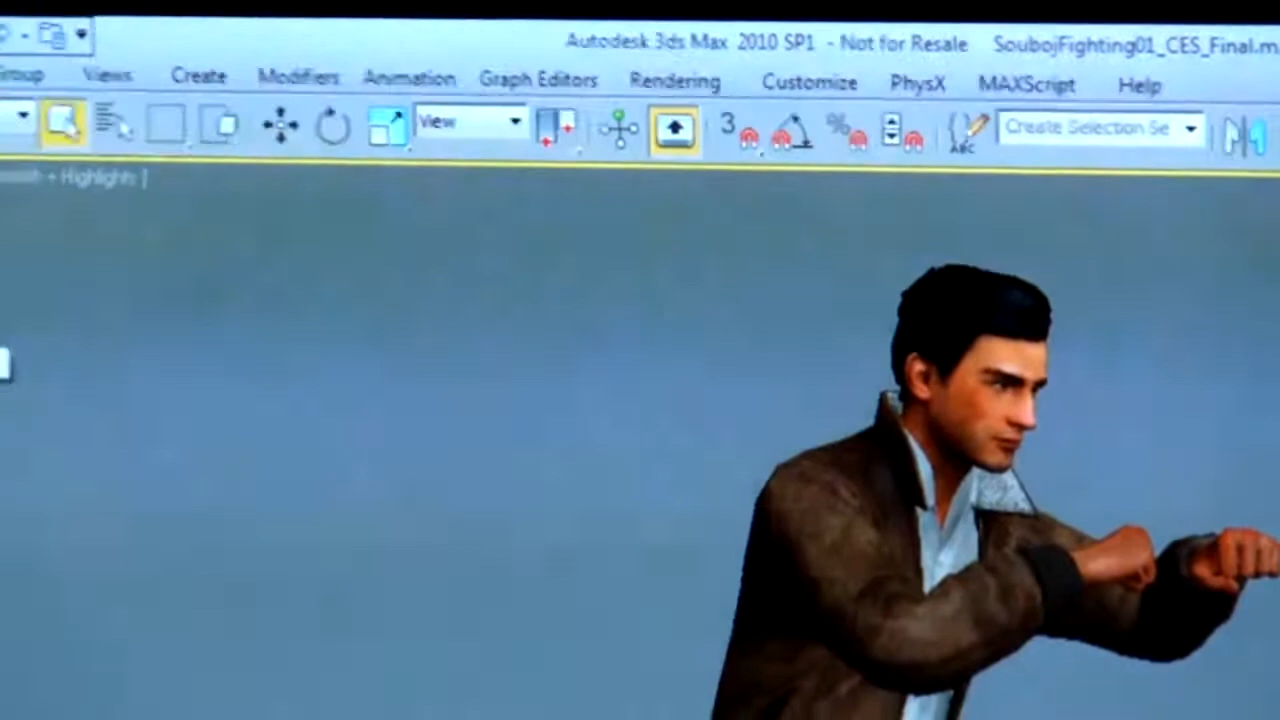 Autodesk 3ds Max 2010 SP1 - Not for Resale SoubojFighting01_CES_Final.m
Group Views Create Modifiers Animation Graph Editors Rendering Customize PhysX MAXScript Help
View 3 % ABC Create Selection Se
+ Highlights ]